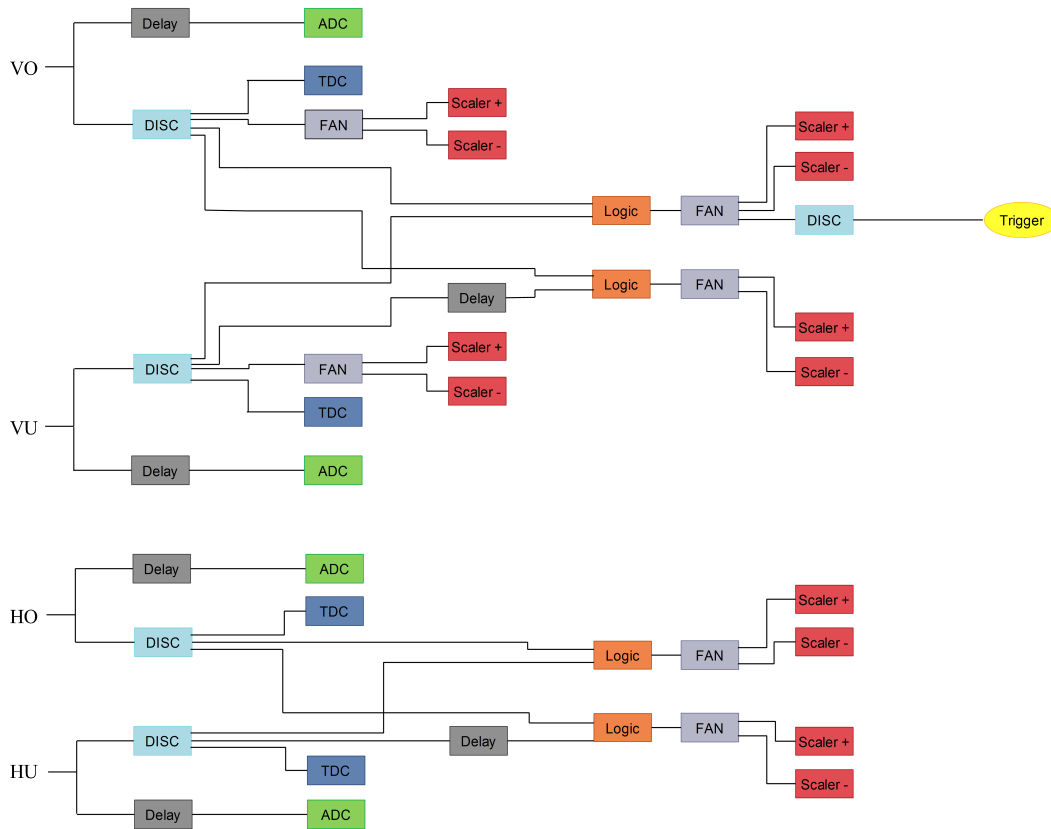 Delay
ADC
VO
TDC
Scaler +
DISC
FAN
Scaler -
Scaler +
Scaler -
Logic
FAN
DISC
Trigger
Logic
FAN
Delay
Scaler +
Scaler +
DISC
FAN
Scaler -
Scaler -
TDC
VU
Delay
ADC
Delay
ADC
HO
TDC
Scaler +
DISC
Scaler -
Logic
FAN
Logic
FAN
DISC
Delay
Scaler +
HU
TDC
Scaler -
Delay
ADC